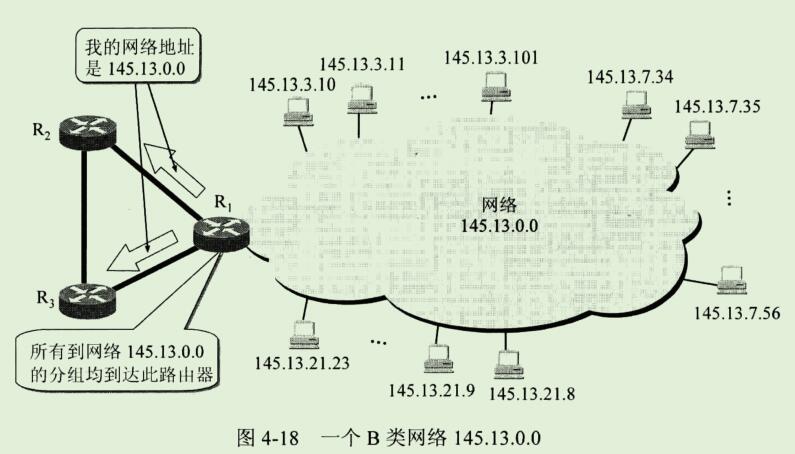 我的网络地址
是 145.13.0.0
145.13.3.10
145.13.3.11
...
145.13.3.101
145.13.7.34
145.13.7.35
R2
R1
网络
145.13.0.0
...
R3
145.13.7.56
所有到网络 145.13.0.0
的分组均到达此路由器
145.13.21.23
...
145.13.21.9
145.13.21.8
图 4-18 一个 B 类网络 145.13.0.0